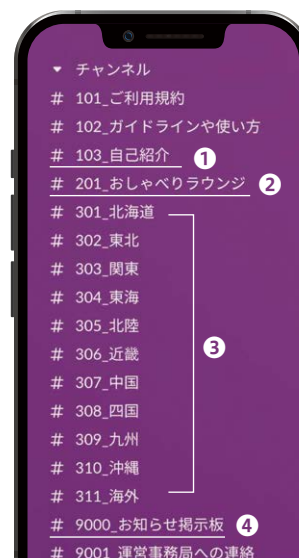 チャンネル
# 101_ご利用規約
# 102_ガイドラインや使い方
# 103_自己紹介 ❶
# 201_おしゃべりラウンジ ❷
# 301_北海道
# 302_東北
# 303_関東
# 304_東海
# 305_北陸
# 306_近畿 ❸
# 307_中国
# 308_四国
# 309_九州
# 310_沖縄
# 311_海外
# 9000_お知らせ掲示板 ❹
# 9001_運営事務局への連絡